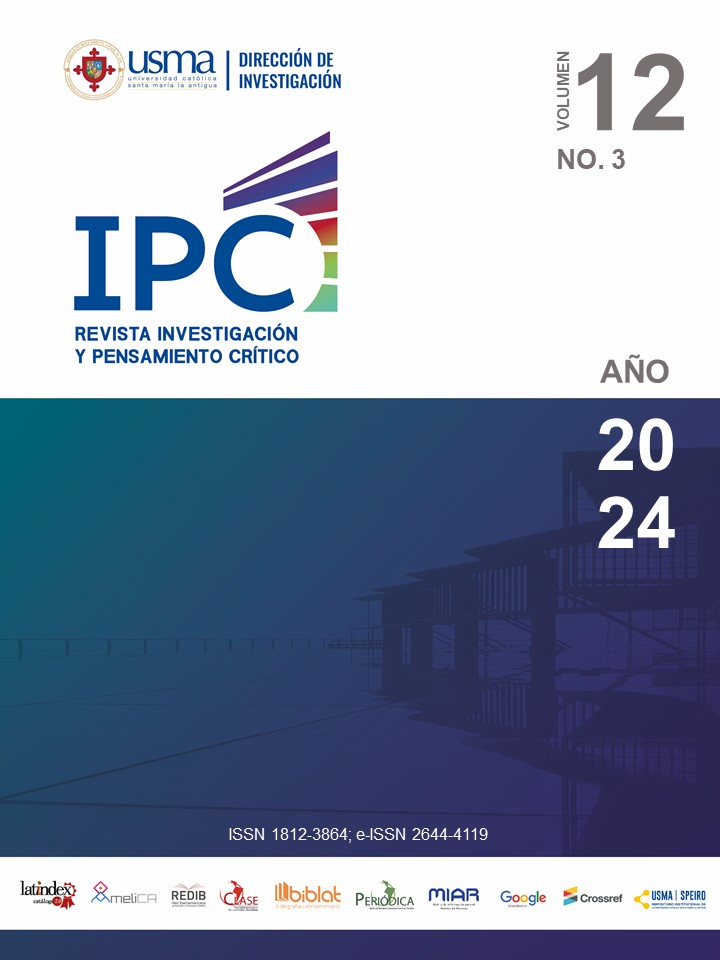 usma
universidad católica
santa maría la antigua
DIRECCIÓN DE
INVESTIGACIÓN
VOLUMEN
12
NO. 3
IPC
REVISTA INVESTIGACIÓN
Y PENSAMIENTO CRÍTICO
AÑO
20
24
ISSN 1812-3864; e-ISSN 2644-4119
latindex
catálogo
AmeliCA
REDIB
CLASE
biblat
PERIÓDICA
MIAR
Google
Académico
Crossref
USMA | SPEIRO